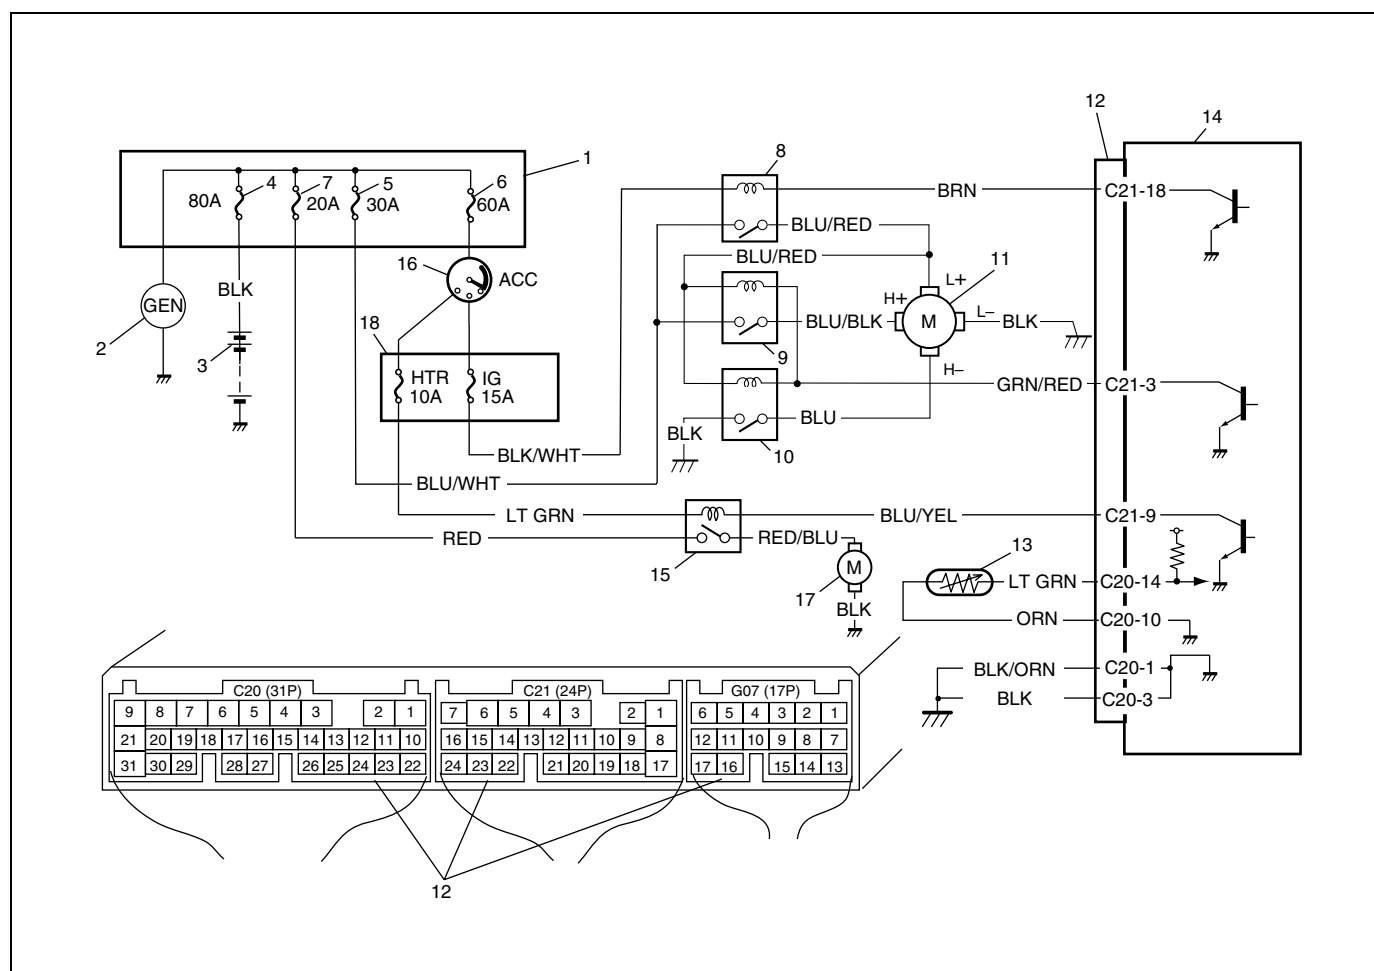 12
14
1
8
4
7
5
6
80A
20A
30A
60A
BRN
C21-18
BLU/RED
BLU/RED
16
ACC
11
L+
H+
GEN
BLK
M
L–
BLK
BLU/BLK
2
3
18
9
H–
HTR
10A
IG
15A
GRN/RED
C21-3
BLU
BLK
10
BLK/WHT
BLU/WHT
LT GRN
BLU/YEL
C21-9
RED
RED/BLU
15
M
13
17
LT GRN
C20-14
BLK
ORN
C20-10
BLK/ORN
C20-1
BLK
C20-3
C20 (31P)
C21 (24P)
G07 (17P)
9 8 7 6 5 4 3 2 1
7 6 5 4 3 2 1
6 5 4 3 2 1
21 20 19 18 17 16 15 14 13 12 11 10
16 15 14 13 12 11 10 9 8
12 11 10 9 8 7
31 30 29 28 27 26 25 24 23 22
24 23 22 21 20 19 18 17
17 16 15 14 13
12